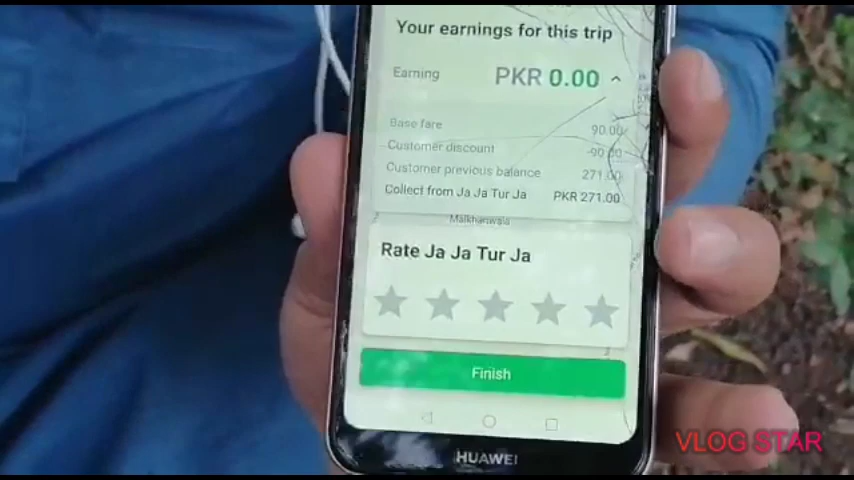 Your earnings for this trip
Earning PKR 0.00
Base fare 90.00
Customer discount -90.00
Customer previous balance 271.00
Collect from Ja Ja Tur Ja PKR 271.00
Malkhanwala
Rate Ja Ja Tur Ja
Finish
HUAWEI
VLOG STAR